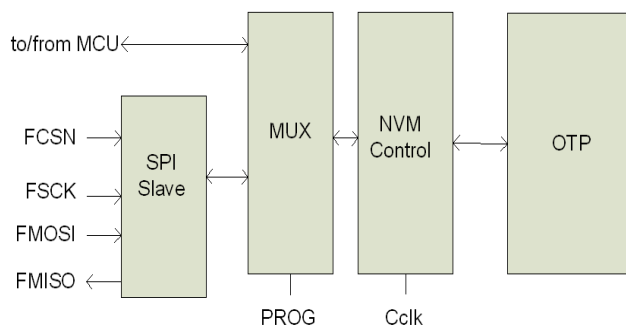 to/from MCU
FCSN
FSCK
FMOSI
FMISO
SPI
Slave
MUX
PROG
NVM
Control
Cclk
OTP